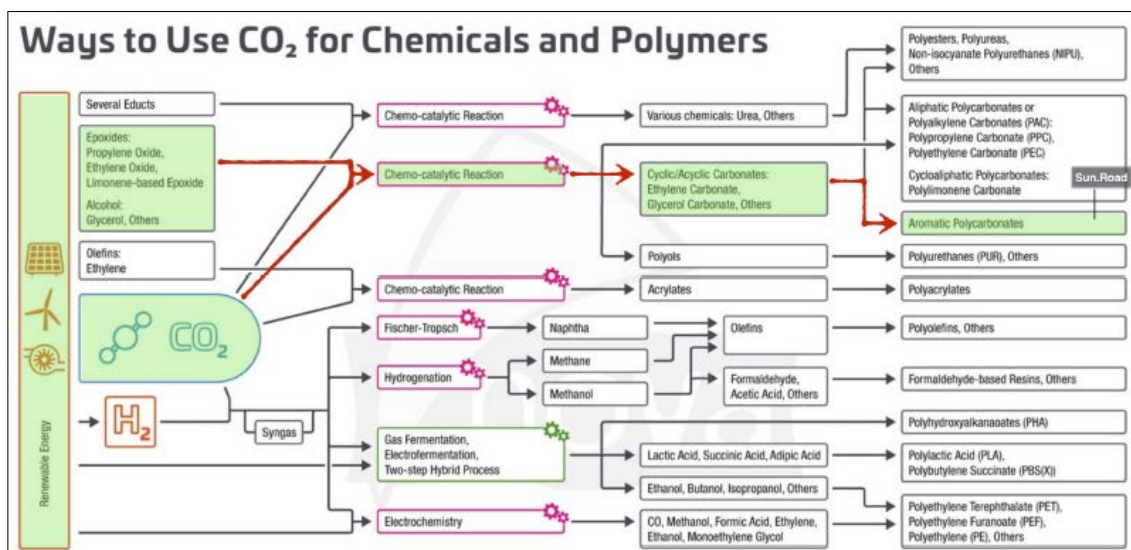 Ways to Use CO₂ for Chemicals and Polymers
Several Educts
Epoxides:
Propylene Oxide,
Ethylene Oxide,
Limonene-based Epoxide
Alcohol:
Glycerol, Others
Olefins:
Ethylene
CO₂
H₂
Renewable Energy
Syngas
Chemo-catalytic Reaction
Chemo-catalytic Reaction
Chemo-catalytic Reaction
Fischer-Tropsch
Hydrogenation
Gas Fermentation,
Electrofermentation,
Two-step Hybrid Process
Electrochemistry
Various chemicals: Urea, Others
Cyclic/Acyclic Carbonates:
Ethylene Carbonate,
Glycerol Carbonate, Others
Polyols
Acrylates
Naphtha
Methane
Methanol
Olefins
Formaldehyde,
Acetic Acid, Others
Lactic Acid, Succinic Acid, Adipic Acid
Ethanol, Butanol, Isopropanol, Others
CO, Methanol, Formic Acid, Ethylene,
Ethanol, Monoethylene Glycol
Polyesters, Polyureas,
Non-isocyanate Polyurethanes (NIPU),
Others
Aliphatic Polycarbonates or
Polyalkylene Carbonates (PAC):
Polypropylene Carbonate (PPC),
Polyethylene Carbonate (PEC)
Cycloaliphatic Polycarbonates:
Polylimonene Carbonate
Sun.Road
Aromatic Polycarbonates
Polyurethanes (PUR), Others
Polyacrylates
Polyolefins, Others
Formaldehyde-based Resins, Others
Polyhydroxyalkanaoates (PHA)
Polylactic Acid (PLA),
Polybutylene Succinate (PBS(X))
Polyethylene Terephthalate (PET),
Polyethylene Furanoate (PEF),
Polyethylene (PE), Others